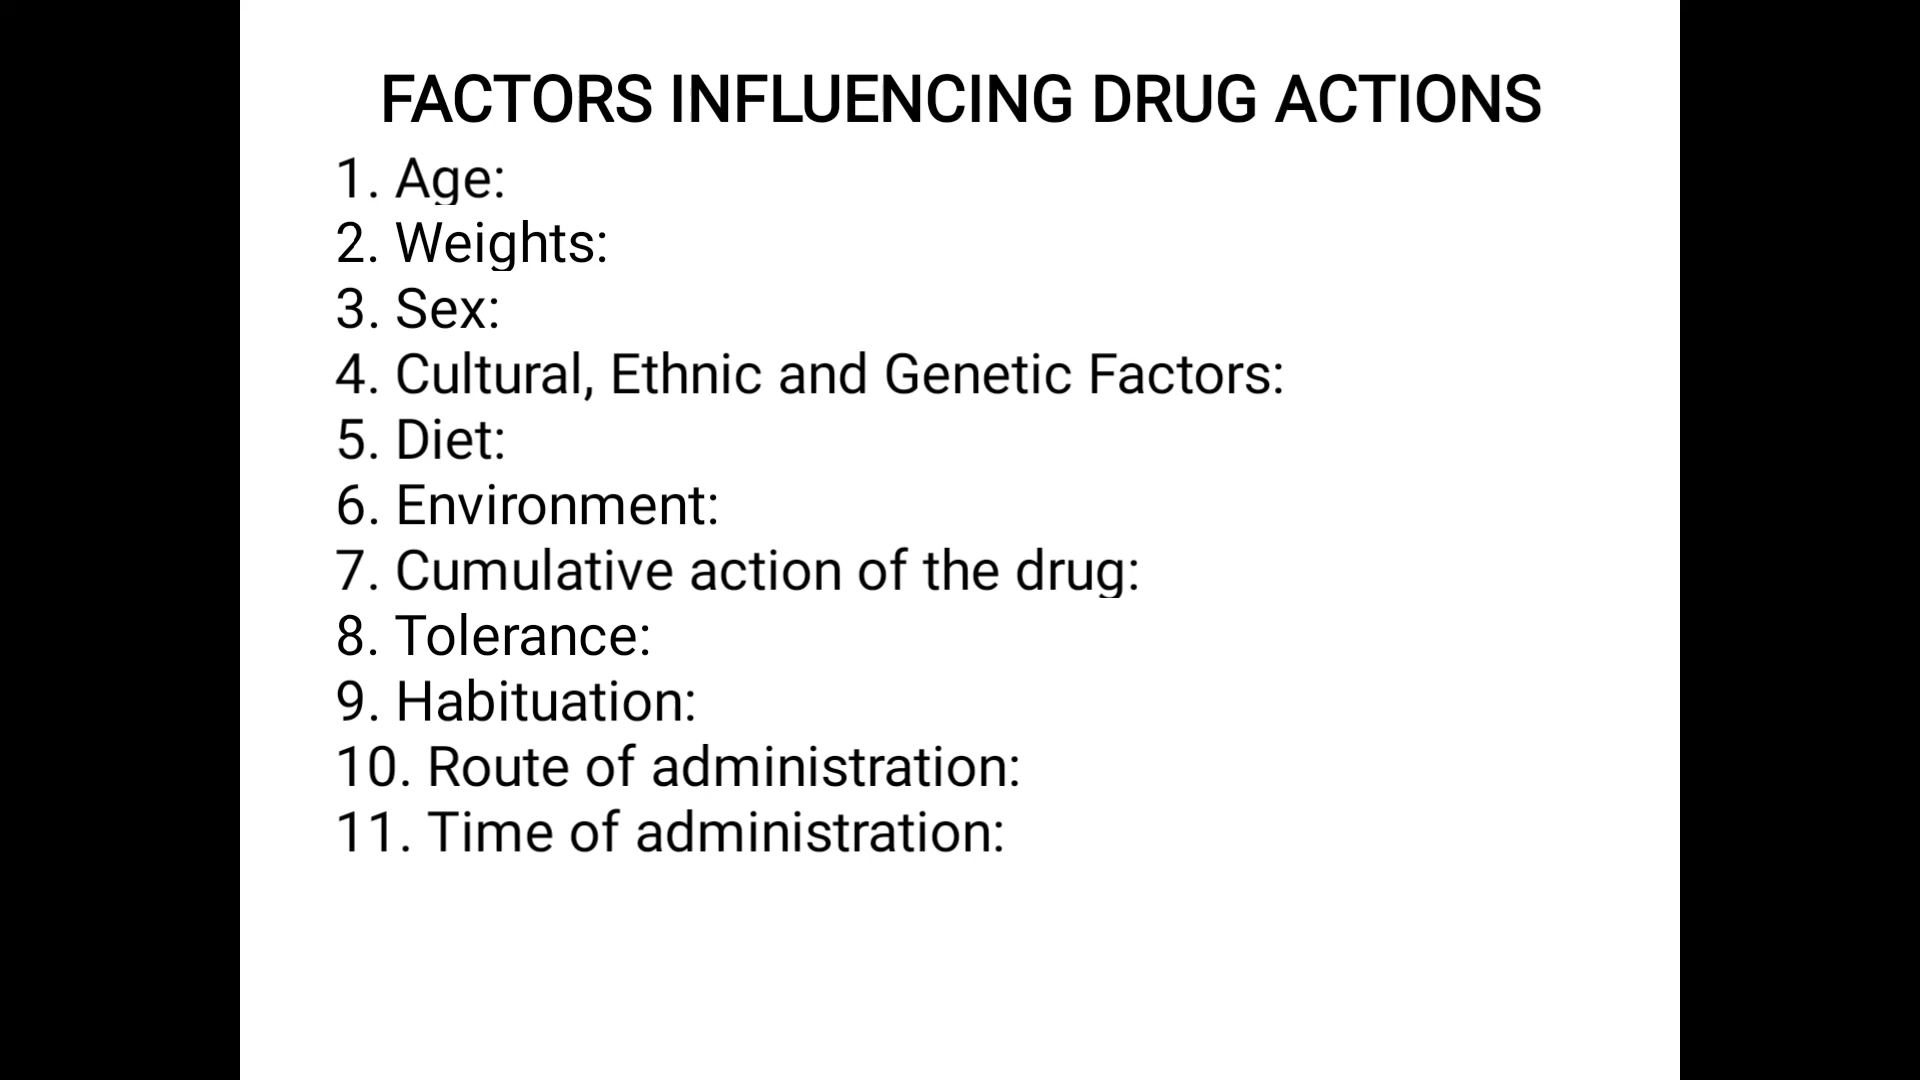 FACTORS INFLUENCING DRUG ACTIONS
1. Age:
2. Weights:
3. Sex:
4. Cultural, Ethnic and Genetic Factors:
5. Diet:
6. Environment:
7. Cumulative action of the drug:
8. Tolerance:
9. Habituation:
10. Route of administration:
11. Time of administration: